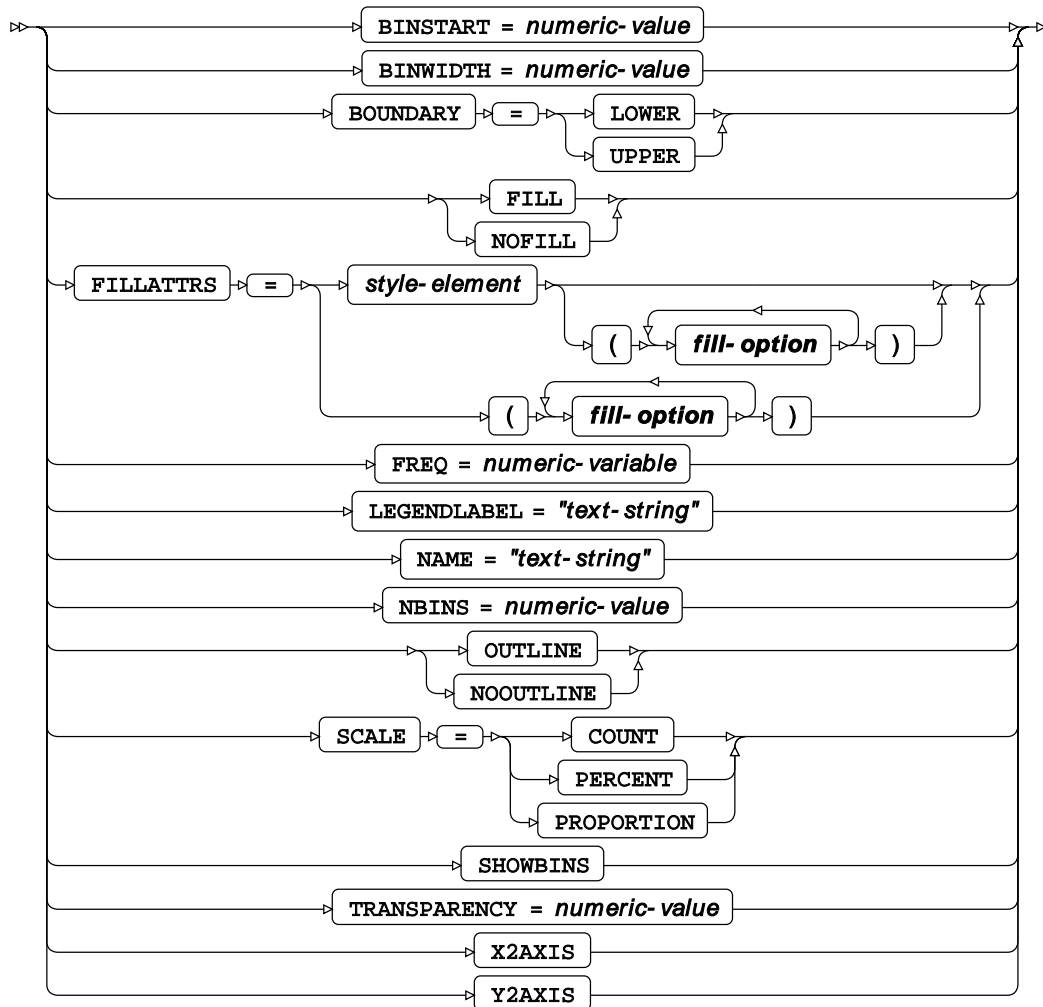 BINSTART = numeric-value
BINWIDTH = numeric-value
BOUNDARY = LOWER
UPPER
FILL
NOFILL
FILLATTRS = style-element
( fill-option )
( fill-option )
FREQ = numeric-variable
LEGENDLABEL = "text-string"
NAME = "text-string"
NBINS = numeric-value
OUTLINE
NOOUTLINE
SCALE = COUNT
PERCENT
PROPORTION
SHOWBINS
TRANSPARENCY = numeric-value
X2AXIS
Y2AXIS